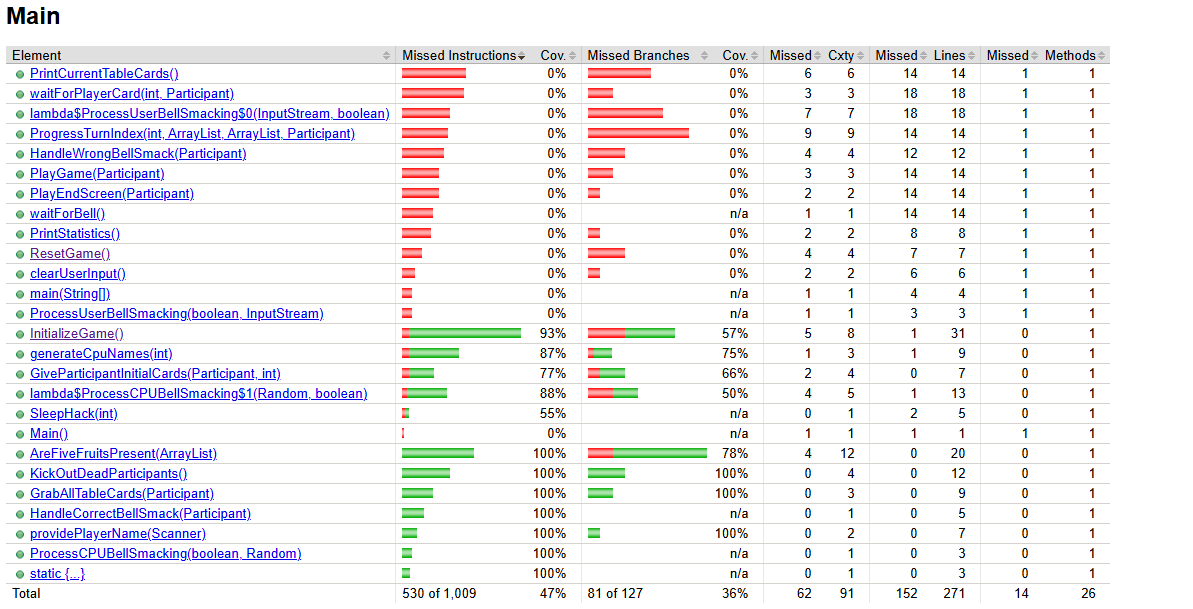 Main
Element Missed Instructions Cov. Missed Branches Cov. Missed Cxty Missed Lines Missed Methods
PrintCurrentTableCards() 0% 0% 6 6 14 14 1 1
waitForPlayerCard(int, Participant) 0% 0% 3 3 18 18 1 1
lambda$ProcessUserBellSmacking$0(InputStream, boolean) 0% 0% 7 7 18 18 1 1
ProgressTurnIndex(int, ArrayList, ArrayList, Participant) 0% 0% 9 9 14 14 1 1
HandleWrongBellSmack(Participant) 0% 0% 4 4 12 12 1 1
PlayGame(Participant) 0% 0% 3 3 14 14 1 1
PlayEndScreen(Participant) 0% 0% 2 2 14 14 1 1
waitForBell() 0% n/a 1 1 14 14 1 1
PrintStatistics() 0% 0% 2 2 8 8 1 1
ResetGame() 0% 0% 4 4 7 7 1 1
clearUserInput() 0% 0% 2 2 6 6 1 1
main(String[]) 0% n/a 1 1 4 4 1 1
ProcessUserBellSmacking(boolean, InputStream) 0% n/a 1 1 3 3 1 1
InitializeGame() 93% 57% 5 8 1 31 0 1
generateCpuNames(int) 87% 75% 1 3 1 9 0 1
GiveParticipantInitialCards(Participant, int) 77% 66% 2 4 0 7 0 1
lambda$ProcessCPUBellSmacking$1(Random, boolean) 88% 50% 4 5 1 13 0 1
SleepHack(int) 55% n/a 0 1 2 5 0 1
Main() 0% n/a 1 1 1 1 1 1
AreFiveFruitsPresent(ArrayList) 100% 78% 4 12 0 20 0 1
KickOutDeadParticipants() 100% 100% 0 4 0 12 0 1
GrabAllTableCards(Participant) 100% 100% 0 3 0 9 0 1
HandleCorrectBellSmack(Participant) 100% n/a 0 1 0 5 0 1
providePlayerName(Scanner) 100% 100% 0 2 0 7 0 1
ProcessCPUBellSmacking(boolean, Random) 100% n/a 0 1 0 3 0 1
static {...} 100% n/a 0 1 0 3 0 1
Total 530 of 1,009 47% 81 of 127 36% 62 91 152 271 14 26